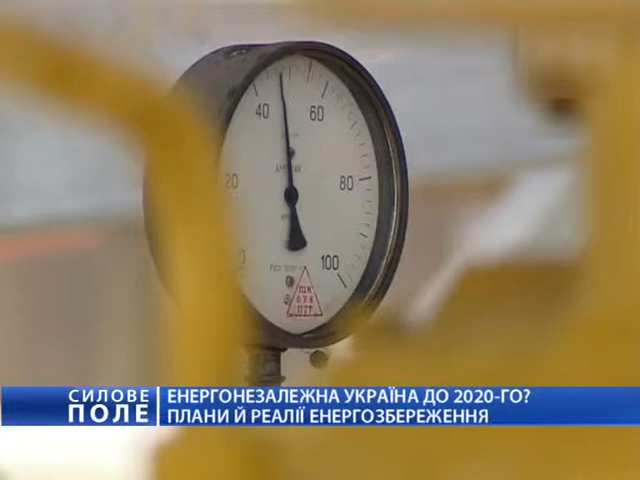 40
60
20
80
100
СИЛОВЕ
ПОЛЕ
ЕНЕРГОНЕЗАЛЕЖНА УКРАЇНА ДО 2020-ГО?
ПЛАНИ Й РЕАЛІЇ ЕНЕРГОЗБЕРЕЖЕННЯ